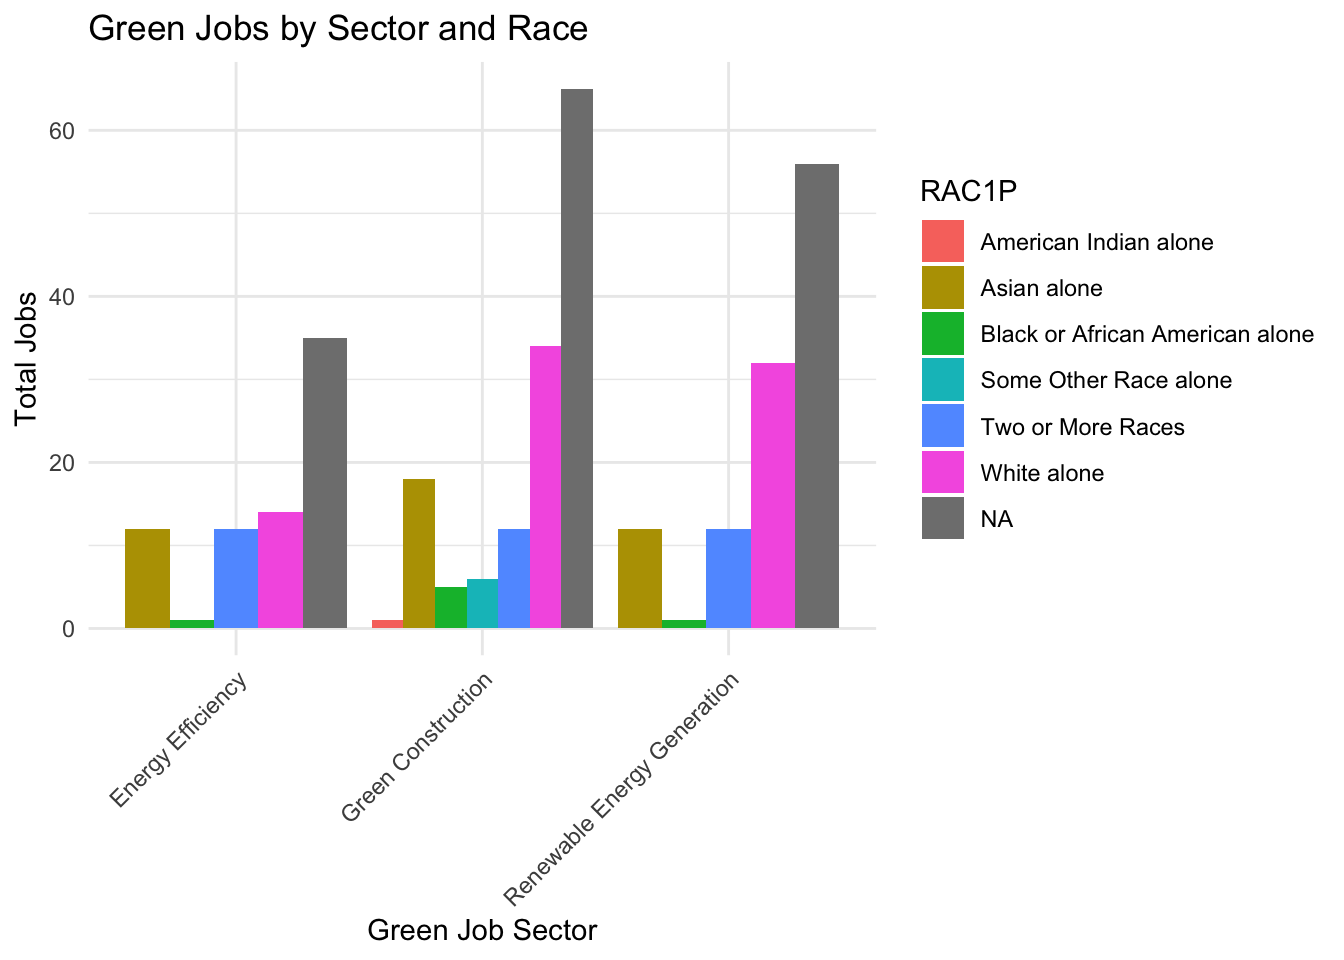 Green Jobs by Sector and Race
Total Jobs
60
40
20
0
Energy Efficiency
Green Construction
Renewable Energy Generation
Green Job Sector
RAC1P
American Indian alone
Asian alone
Black or African American alone
Some Other Race alone
Two or More Races
White alone
NA